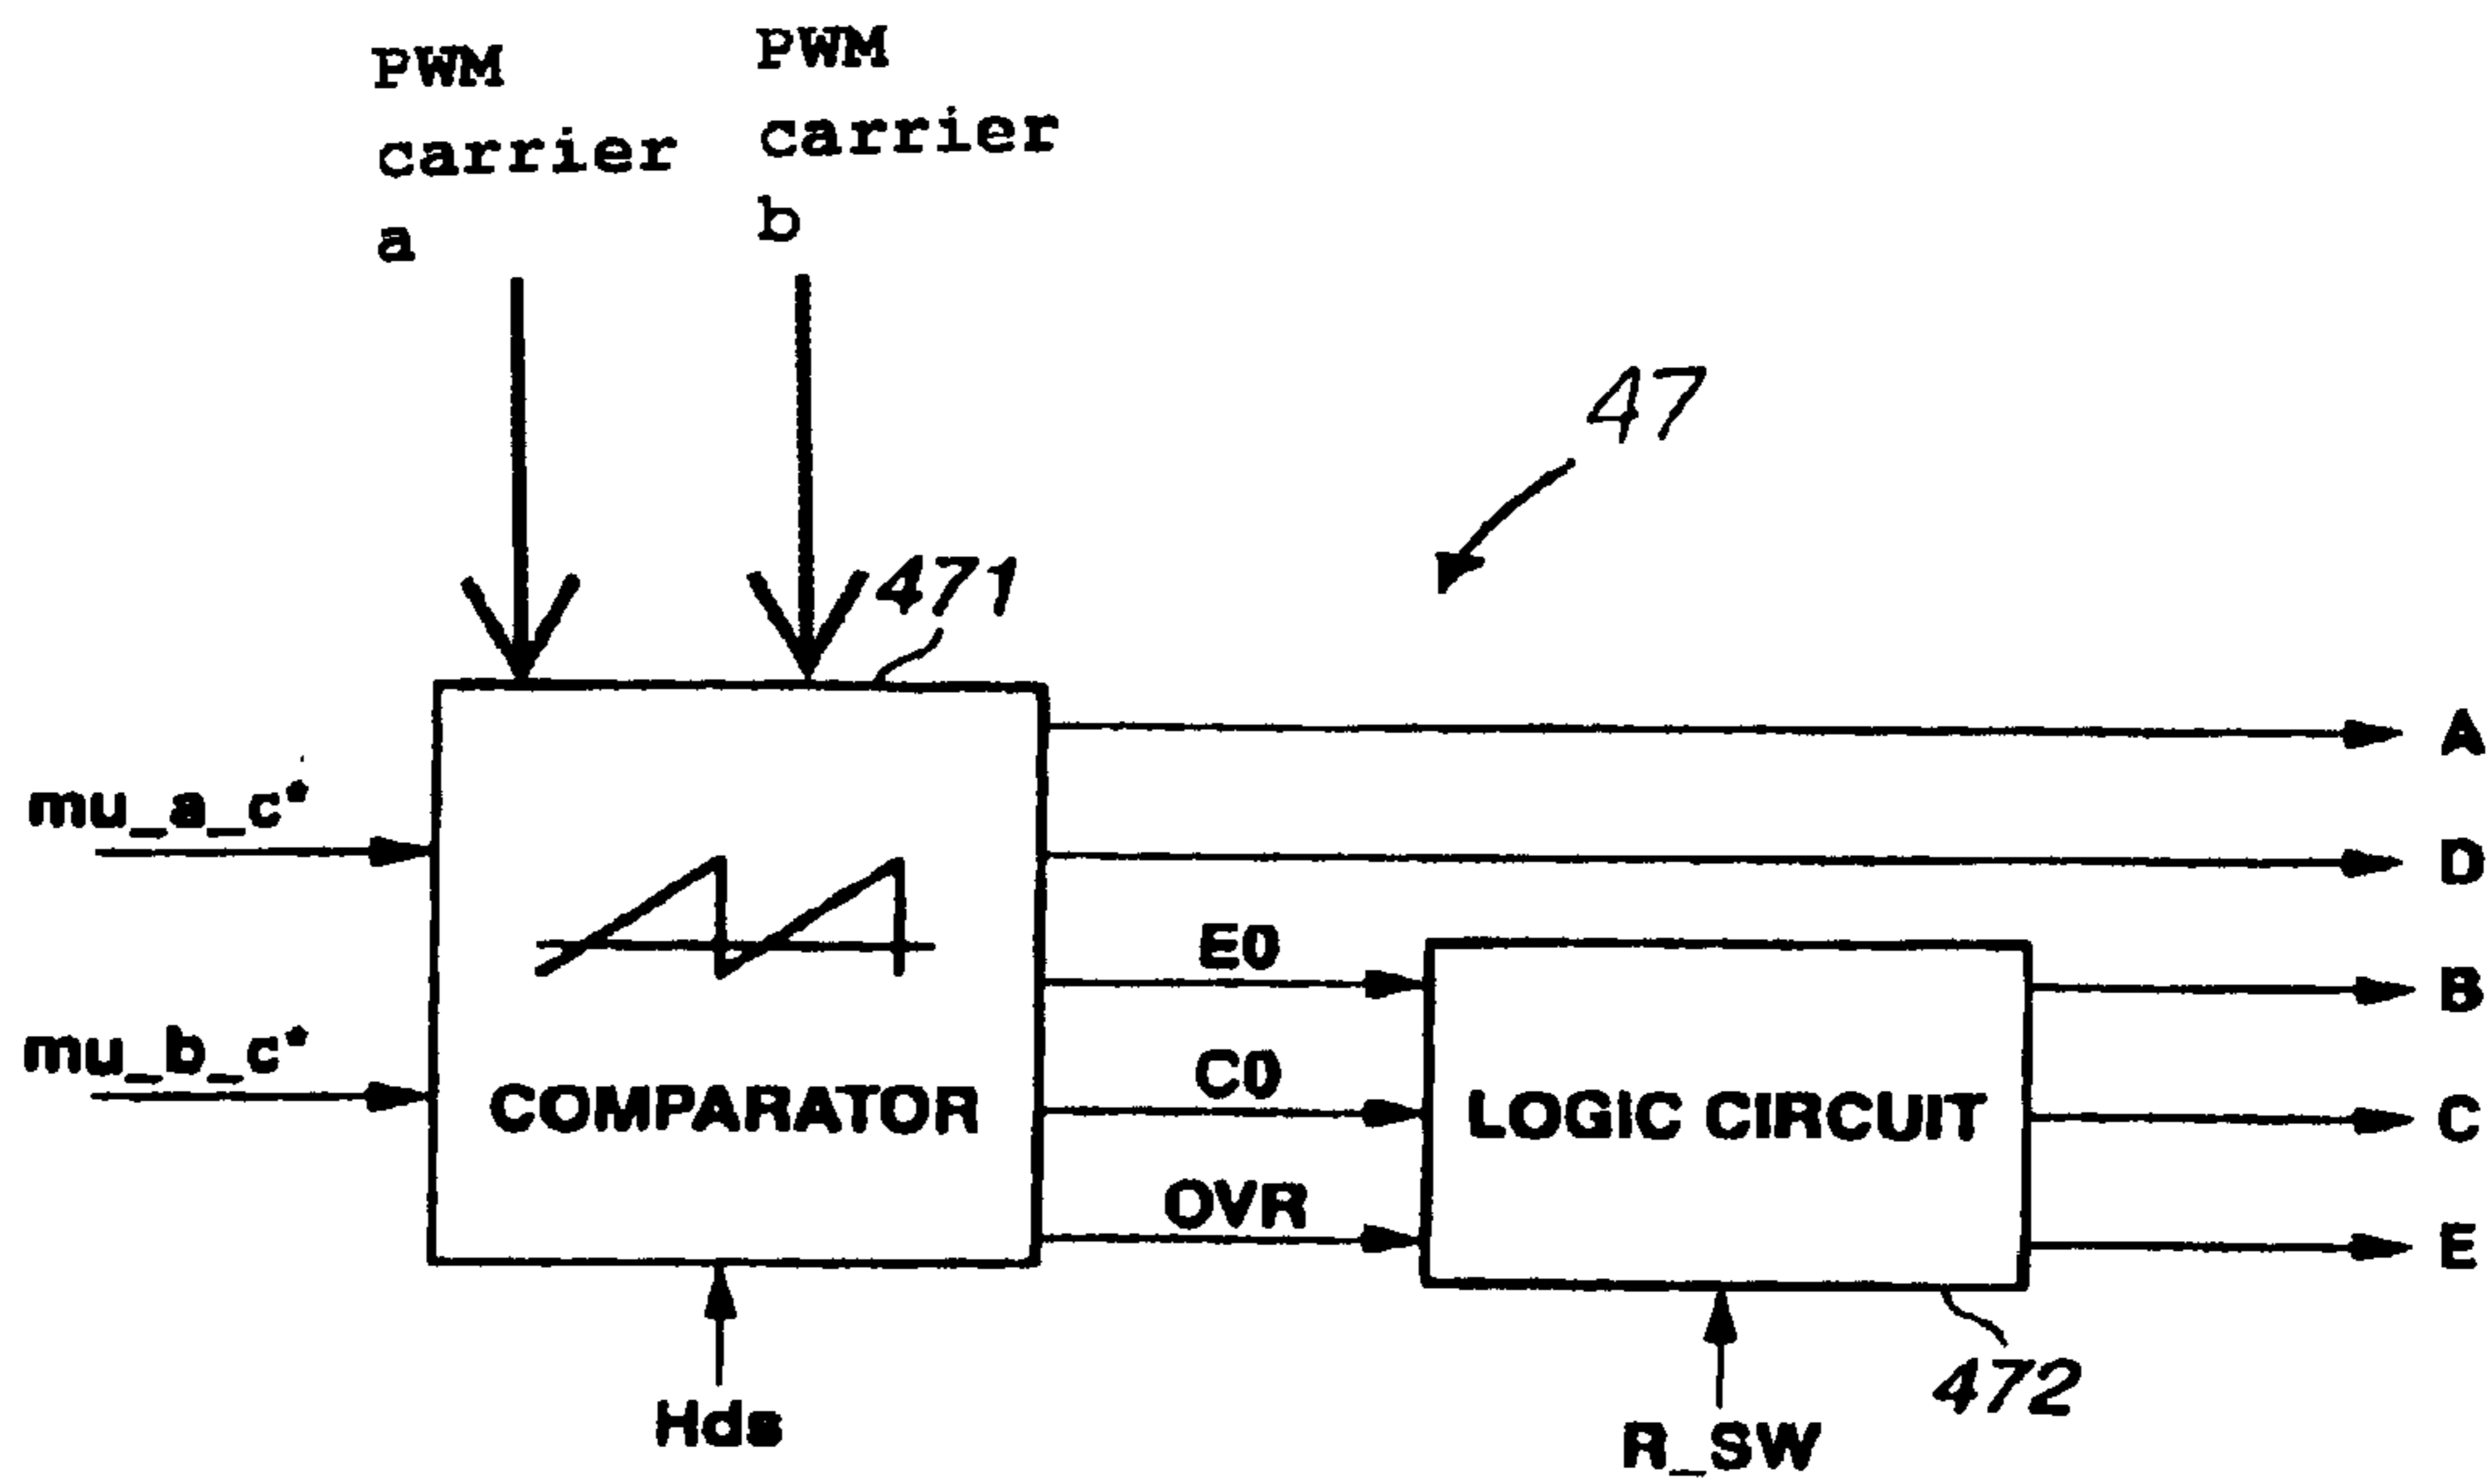 PWM
carrier
a
PWM
carrier
b
47
471
mu_a_c*
mu_b_c*
COMPARATOR
Hds
E0
C0
OVR
LOGIC CIRCUIT
R_SW
472
A
D
B
C
E